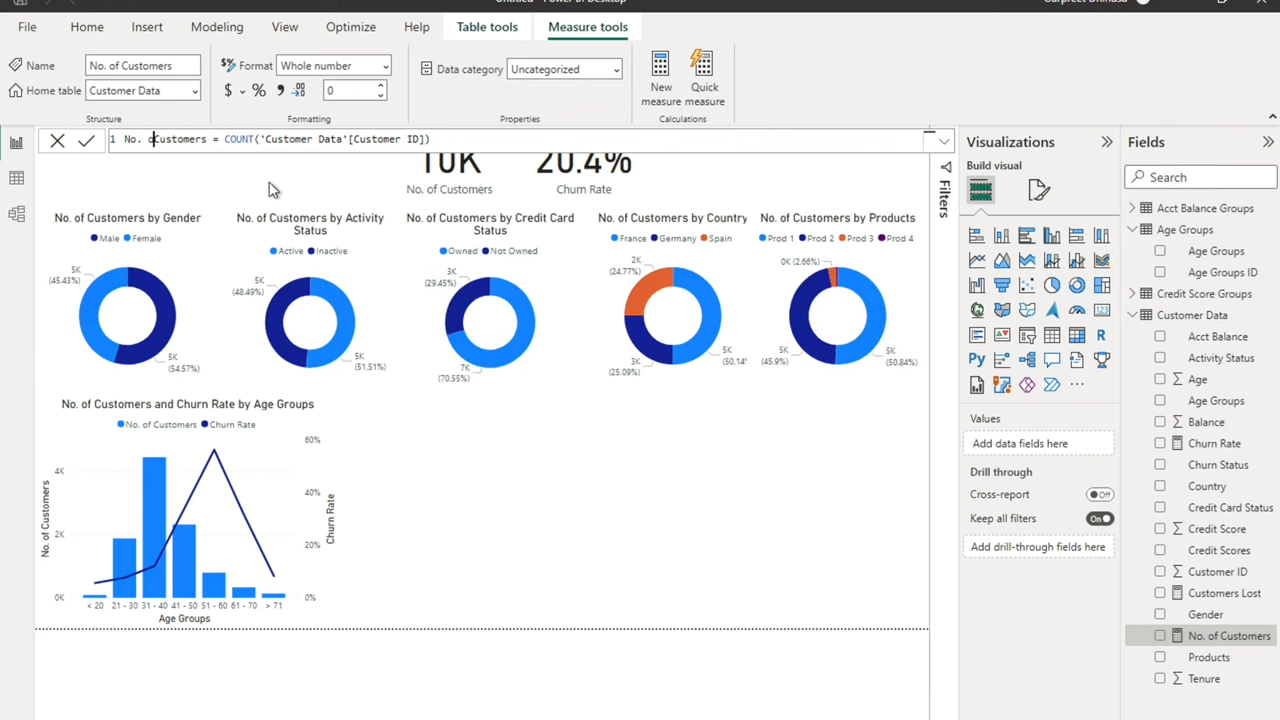 File Home Insert Modeling View Optimize Help Table tools Measure tools
Name No. of Customers
Home table Customer Data
Structure
$% Format Whole number
$ % 0
Formatting
Data category Uncategorized
Properties
New measure
Quick measure
Calculations
1 No. oCustomers = COUNT('Customer Data'[Customer ID])
10K
No. of Customers
20.4%
Churn Rate
No. of Customers by Gender
Male Female
5K
(45.43%)
5K
(54.57%)
No. of Customers by Activity
Status
Active Inactive
5K
(48.49%)
5K
(51.51%)
No. of Customers by Credit Card
Status
Owned Not Owned
3K
(29.45%)
7K
(70.55%)
No. of Customers by Country
France Germany Spain
2K
(24.77%)
3K
(25.09%)
5K
(50.14%
No. of Customers by Products
Prod 1 Prod 2 Prod 3 Prod 4
0K (2.66%)
5K
(45.9%)
5K
(50.84%)
No. of Customers and Churn Rate by Age Groups
No. of Customers Churn Rate
No. of Customers
4K
2K
0K
60%
40%
20%
0%
Churn Rate
< 20 21 - 30 31 - 40 41 - 50 51 - 60 61 - 70 > 71
Age Groups
Filters
Visualizations
Build visual
R
Py
123
Values
Add data fields here
Drill through
Cross-report Off
Keep all filters On
Add drill-through fields here
Fields
Search
Acct Balance Groups
Age Groups
Age Groups
Age Groups ID
Credit Score Groups
Customer Data
Acct Balance
Activity Status
Age
Age Groups
Balance
Churn Rate
Churn Status
Country
Credit Card Status
Credit Score
Credit Scores
Customer ID
Customers Lost
Gender
No. of Customers
Products
Tenure